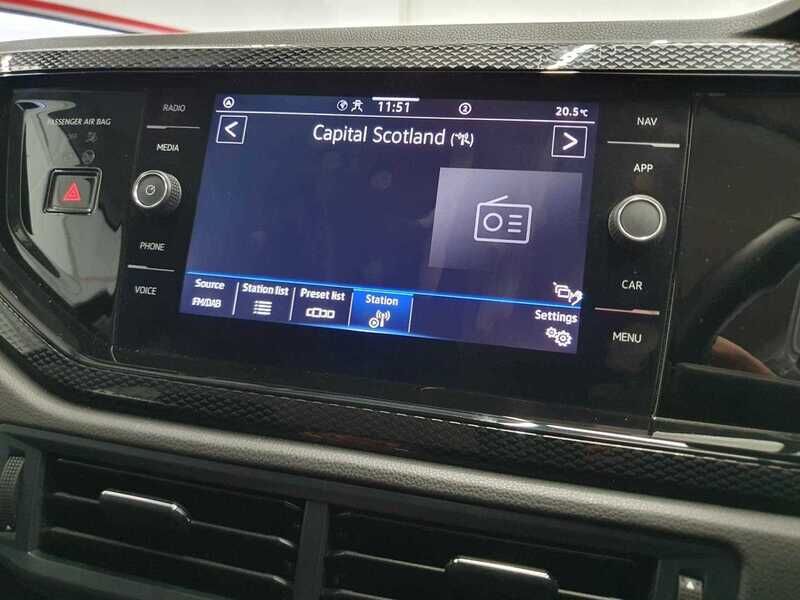 PASSENGER AIR BAG
RADIO
MEDIA
PHONE
VOICE
11:51
2
20.5°C
Capital Scotland
Source
FM/DAB
Station list
Preset list
Station
Settings
NAV
APP
CAR
MENU